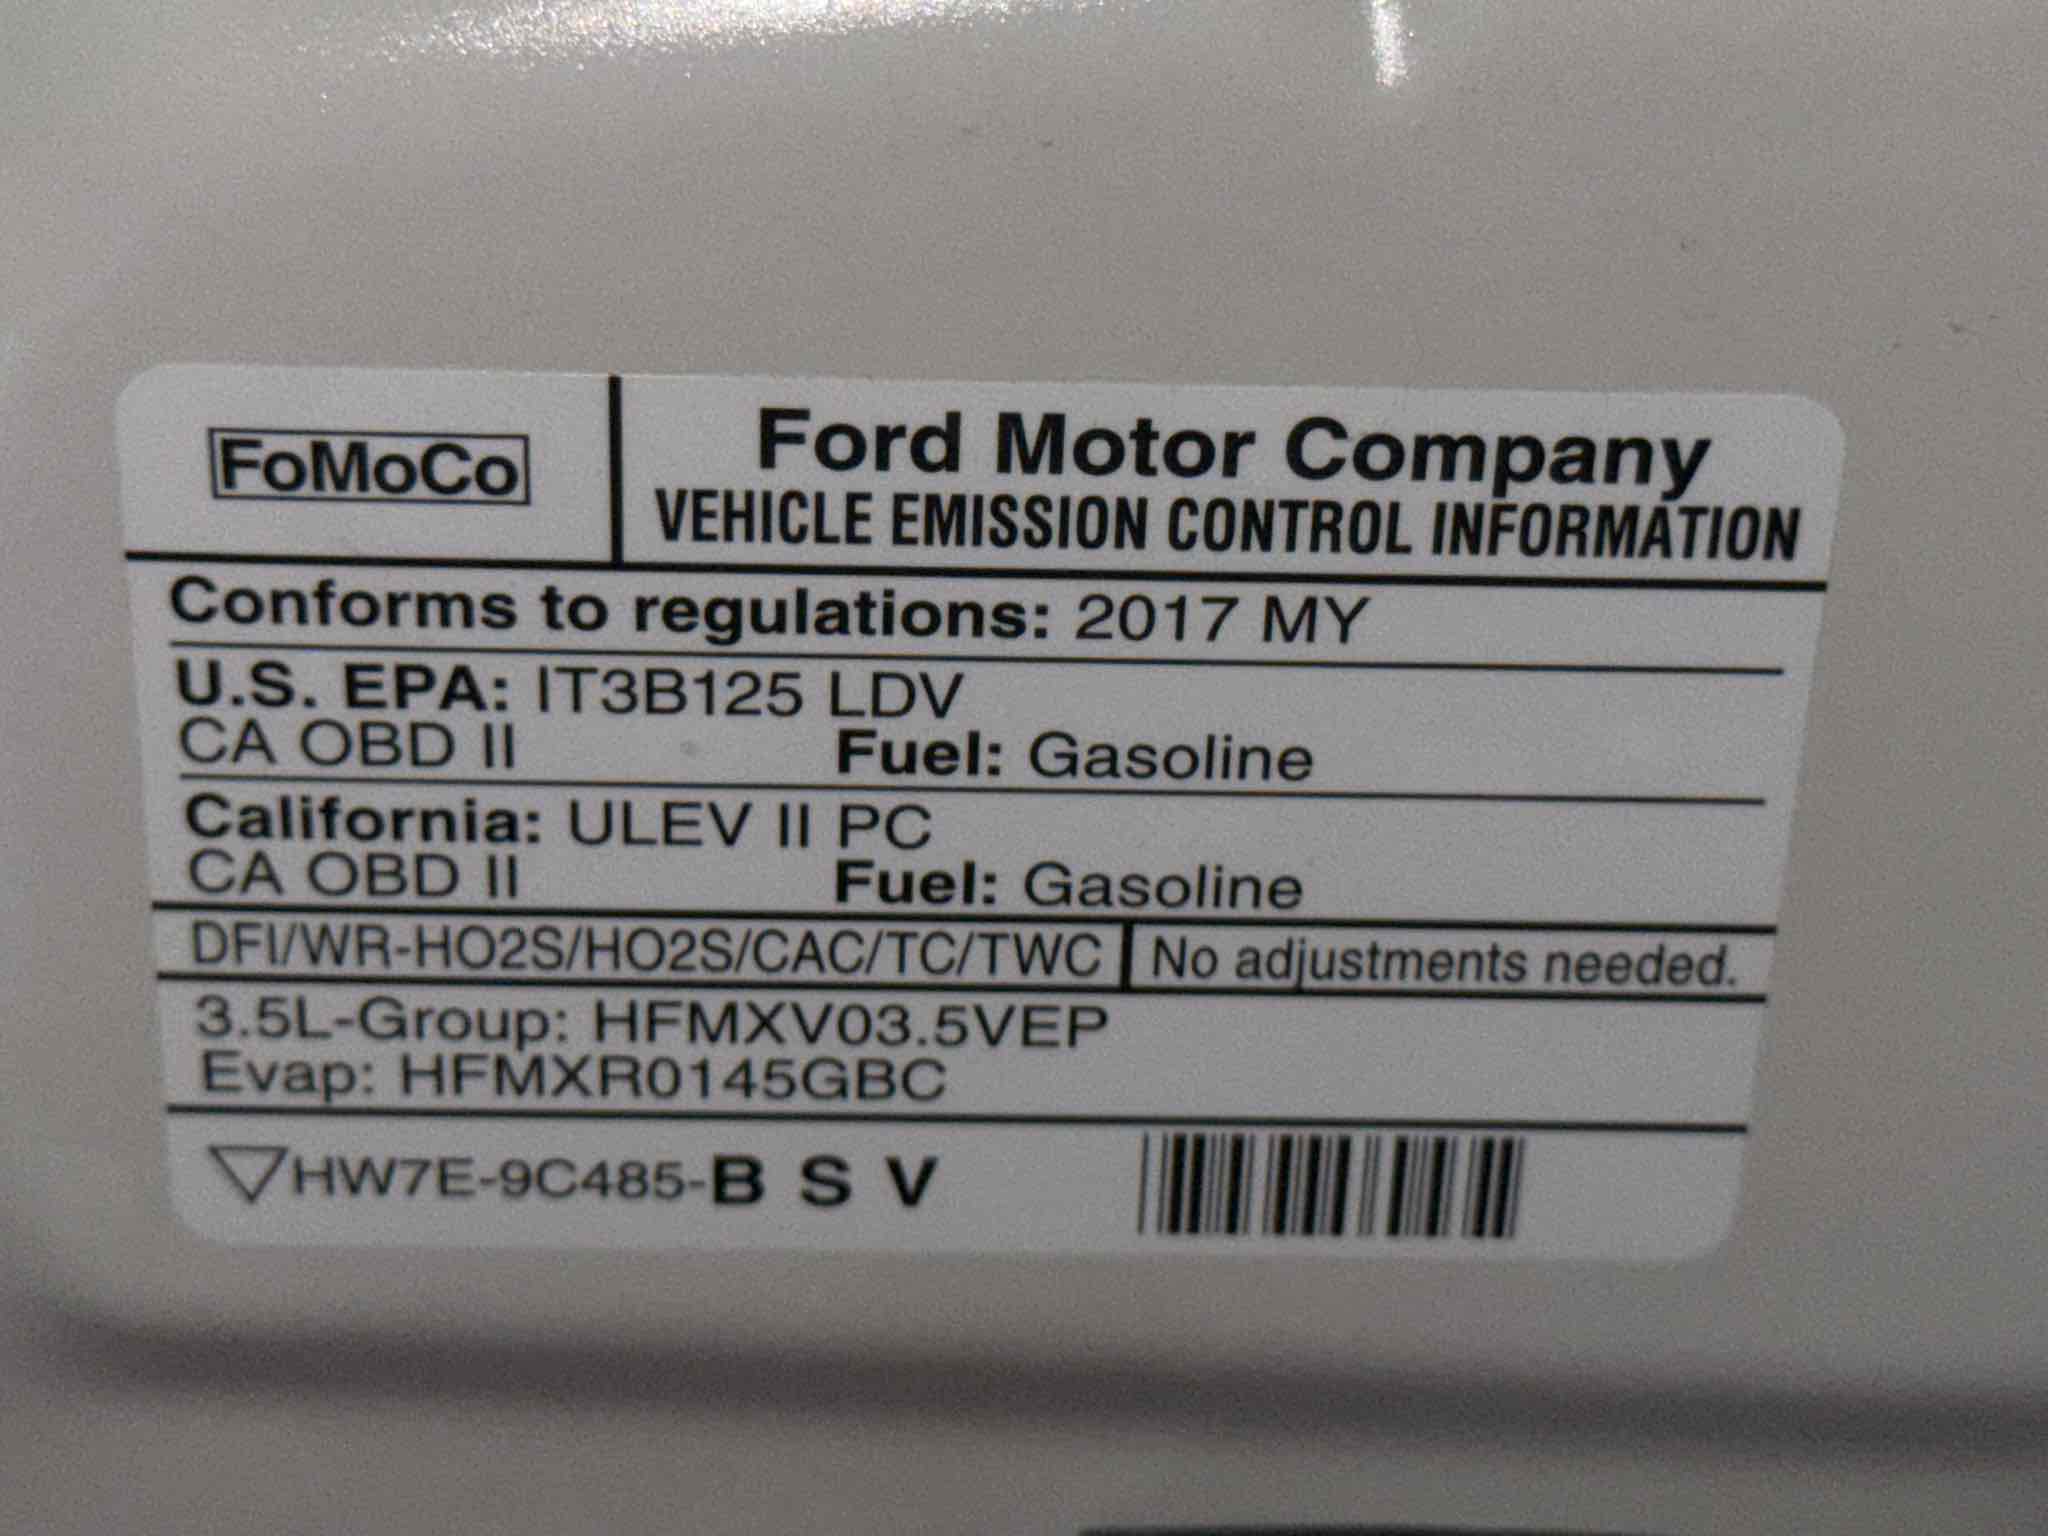 FoMoCo
Ford Motor Company
VEHICLE EMISSION CONTROL INFORMATION
Conforms to regulations: 2017 MY
U.S. EPA: IT3B125 LDV
CA OBD II Fuel: Gasoline
California: ULEV II PC
CA OBD II Fuel: Gasoline
DFI/WR-HO2S/HO2S/CAC/TC/TWC No adjustments needed.
3.5L-Group: HFMXV03.5VEP
Evap: HFMXR0145GBC
HW7E-9C485-B S V